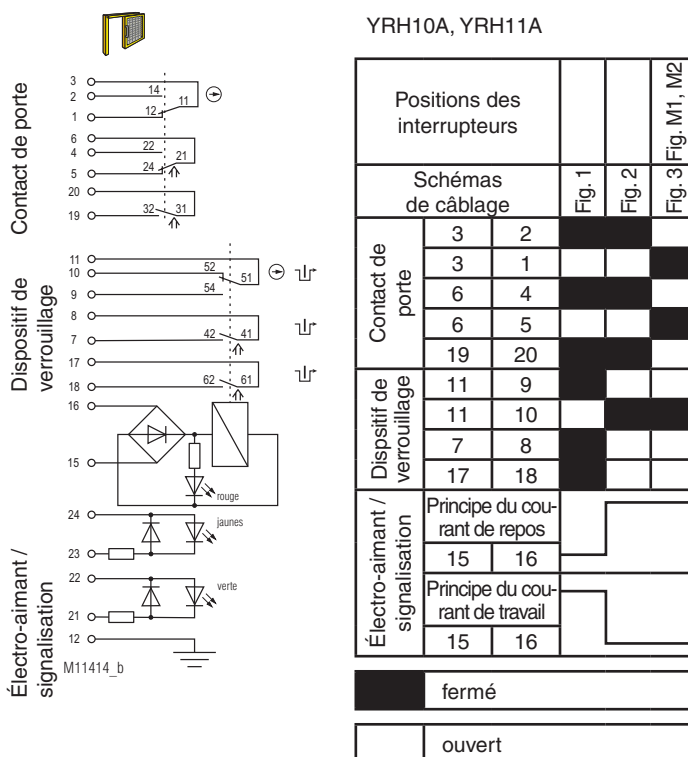 YRH10A, YRH11A
Contact de porte
3
2
1
14
12
11
6
4
5
22
24
21
20
19
32
31
Dispositif de
verrouillage
11
10
9
52
54
51
8
7
42
41
17
18
62
61
16
15
rouge
Électro-aimant /
signalisation
24
23
jaunes
22
21
verte
12
M11414_b
Positions des
interrupteurs
Schémas
de câblage
Fig. 1
Fig. 2
Fig. 3 Fig. M1, M2
Contact de
porte
3 2
3 1
6 4
6 5
19 20
Dispsitif de
verrouillage
11 9
11 10
7 8
17 18
Électro-aimant /
signalisation
Principe du cou-
rant de repos
15 16
Principe du cou-
rant de travail
15 16
fermé
ouvert